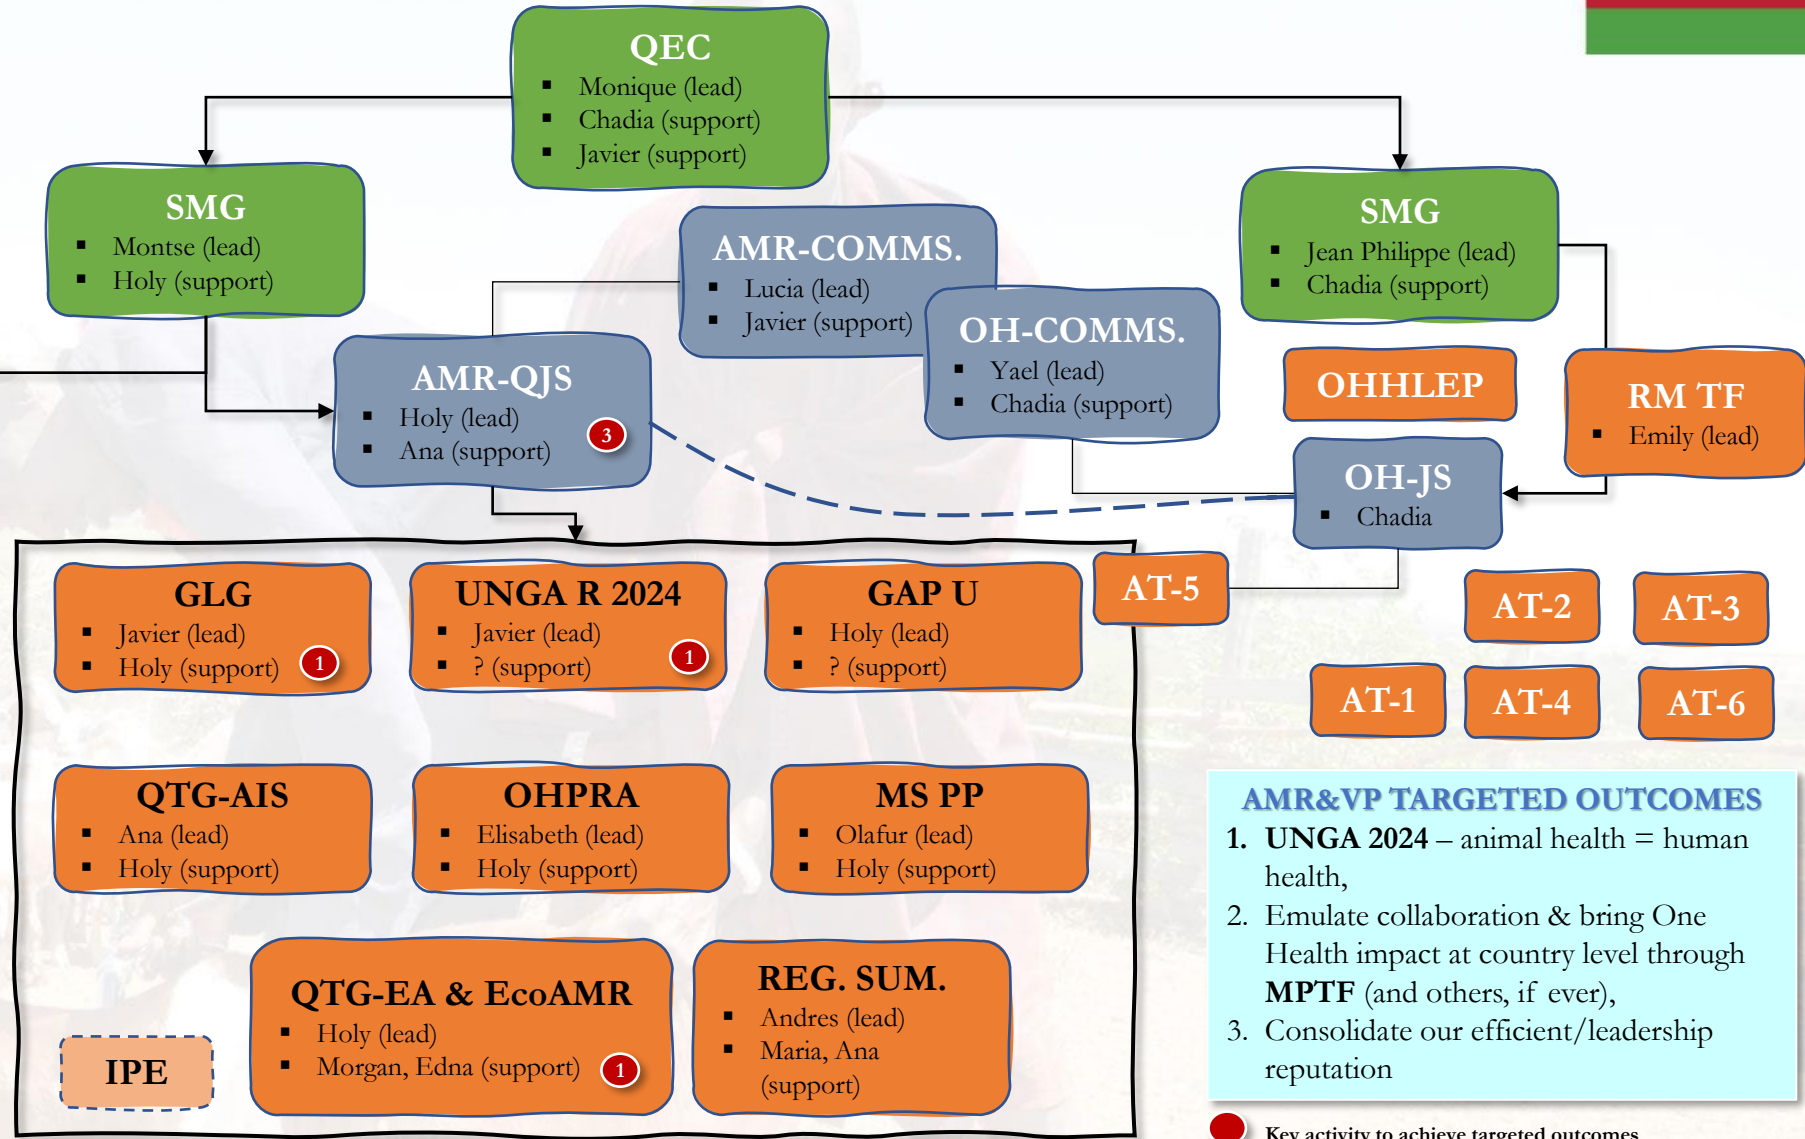 QEC
▪ Monique (lead)
▪ Chadia (support)
▪ Javier (support)
SMG
▪ Montse (lead)
▪ Holy (support)
SMG
▪ Jean Philippe (lead)
▪ Chadia (support)
AMR-COMMS.
▪ Lucia (lead)
▪ Javier (support)
OH-COMMS.
▪ Yael (lead)
▪ Chadia (support)
AMR-QJS
▪ Holy (lead)
▪ Ana (support)
3
OHHLEP
RM TF
▪ Emily (lead)
OH-JS
▪ Chadia
GLG
▪ Javier (lead)
▪ Holy (support)
1
UNGA R 2024
▪ Javier (lead)
▪ ? (support)
1
GAP U
▪ Holy (lead)
▪ ? (support)
AT-5
AT-2
AT-3
AT-1
AT-4
AT-6
QTG-AIS
▪ Ana (lead)
▪ Holy (support)
OHPRA
▪ Elisabeth (lead)
▪ Holy (support)
MS PP
▪ Olafur (lead)
▪ Holy (support)
IPE
QTG-EA & EcoAMR
▪ Holy (lead)
▪ Morgan, Edna (support)
1
REG. SUM.
▪ Andres (lead)
▪ Maria, Ana
(support)
AMR&VP TARGETED OUTCOMES
1. UNGA 2024 – animal health = human
health,
2. Emulate collaboration & bring One
Health impact at country level through
MPTF (and others, if ever),
3. Consolidate our efficient/leadership
reputation
Key activity to achieve targeted outcomes